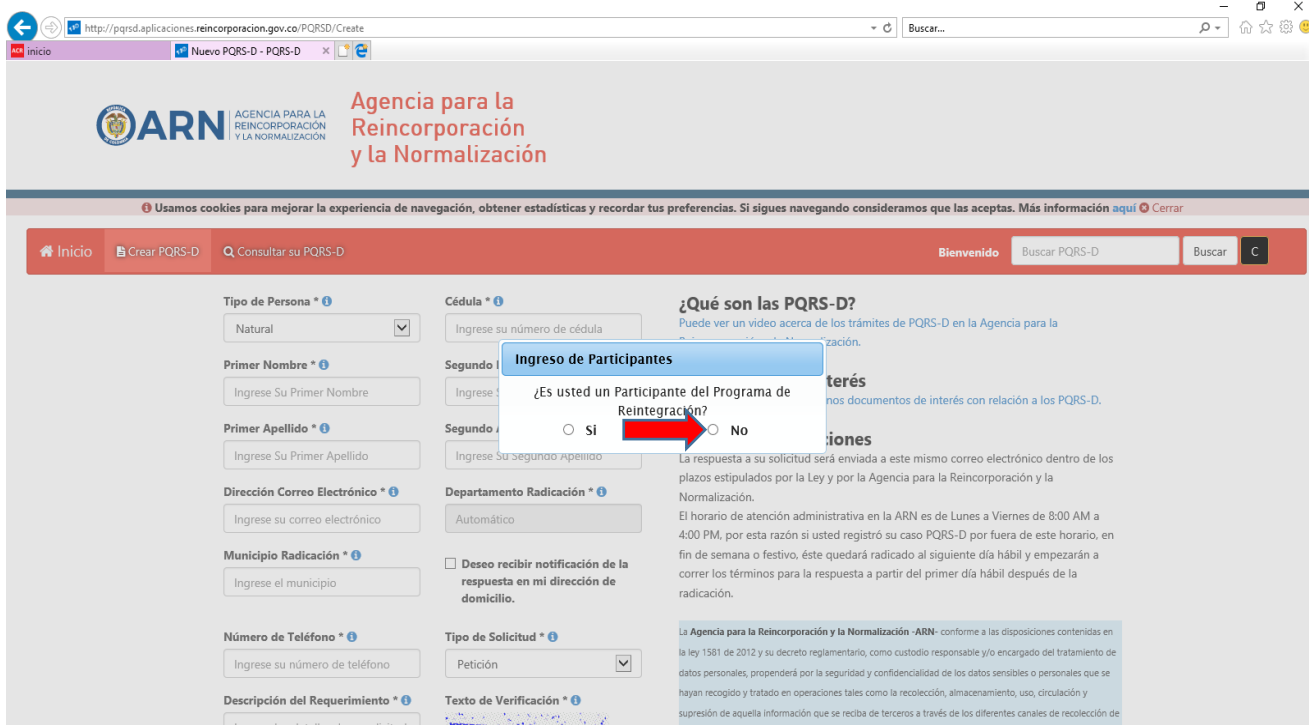 http://pqrsd.aplicaciones.reincorporacion.gov.co/PQRSD/Create
Buscar...
ACR inicio
Nuevo PQRS-D - PQRS-D
ARN
AGENCIA PARA LA
REINCORPORACIÓN
Y LA NORMALIZACIÓN
Agencia para la
Reincorporación
y la Normalización
Usamos cookies para mejorar la experiencia de navegación, obtener estadísticas y recordar tus preferencias. Si sigues navegando consideramos que las aceptas. Más información aquí Cerrar
Inicio
Crear PQRS-D
Consultar su PQRS-D
Bienvenido
Buscar PQRS-D
Buscar
C
Tipo de Persona *
Natural
Cédula *
Ingrese su número de cédula
Primer Nombre *
Ingrese Su Primer Nombre
Segundo
Ingrese
Primer Apellido *
Ingrese Su Primer Apellido
Segundo
Ingrese Su Segundo Apellido
Dirección Correo Electrónico *
Ingrese su correo electrónico
Departamento Radicación *
Automático
Municipio Radicación *
Ingrese el municipio
Deseo recibir notificación de la
respuesta en mi dirección de
domicilio.
Número de Teléfono *
Ingrese su número de teléfono
Tipo de Solicitud *
Petición
Descripción del Requerimiento *
Texto de Verificación *
Ingreso de Participantes
¿Es usted un Participante del Programa de
Reintegración?
Si
No
¿Qué son las PQRS-D?
Puede ver un video acerca de los trámites de PQRS-D en la Agencia para la
ización.
terés
nos documentos de interés con relación a los PQRS-D.
iones
La respuesta a su solicitud será enviada a este mismo correo electrónico dentro de los
plazos estipulados por la Ley y por la Agencia para la Reincorporación y la
Normalización.
El horario de atención administrativa en la ARN es de Lunes a Viernes de 8:00 AM a
4:00 PM, por esta razón si usted registró su caso PQRS-D por fuera de este horario, en
fin de semana o festivo, éste quedará radicado al siguiente día hábil y empezarán a
correr los términos para la respuesta a partir del primer día hábil después de la
radicación.
La Agencia para la Reincorporación y la Normalización -ARN- conforme a las disposiciones contenidas en
la ley 1581 de 2012 y su decreto reglamentario, como custodio responsable y/o encargado del tratamiento de
datos personales, propenderá por la seguridad y confidencialidad de los datos sensibles o personales que se
hayan recogido y tratado en operaciones tales como la recolección, almacenamiento, uso, circulación y
supresión de aquella información que se reciba de terceros a través de los diferentes canales de recolección de